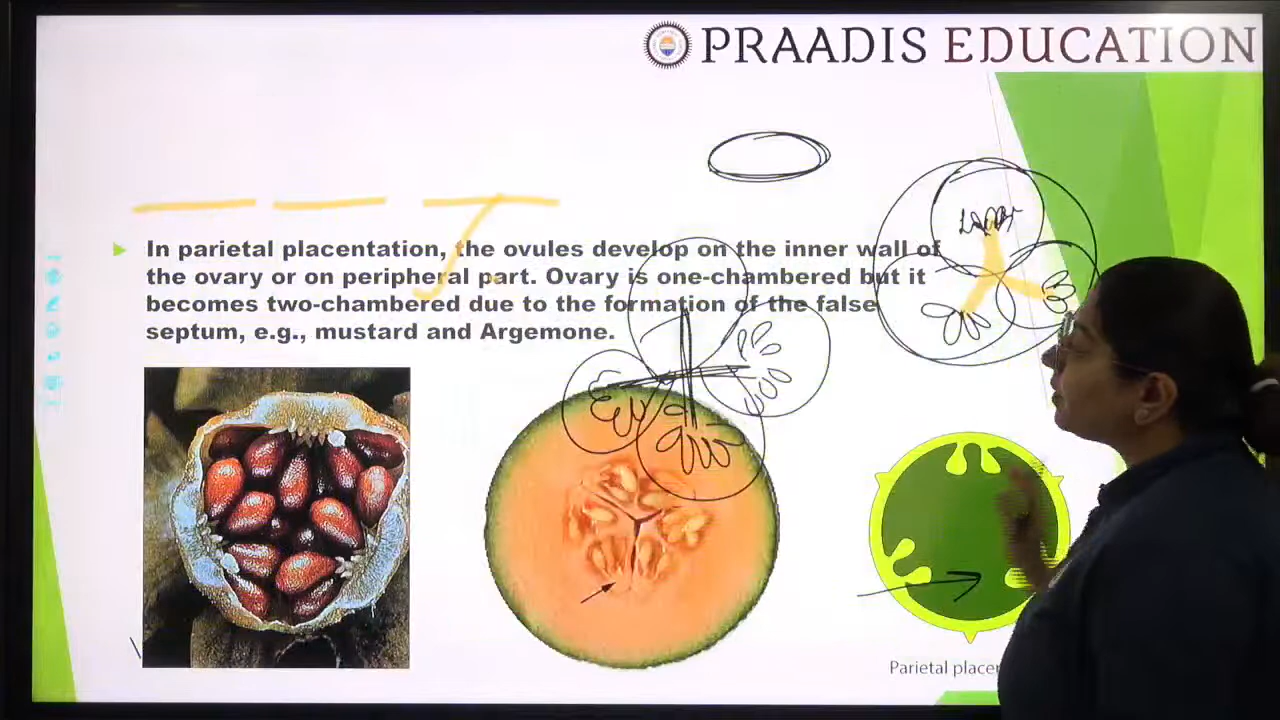 PRAADIS EDUCATION
In parietal placentation, the ovules develop on the inner wall of
the ovary or on peripheral part. Ovary is one-chambered but it
becomes two-chambered due to the formation of the false
septum, e.g., mustard and Argemone.
Parietal